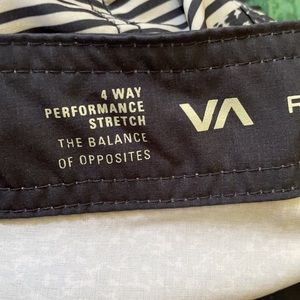 4 WAY
PERFORMANCE
STRETCH
THE BALANCE
OF OPPOSITES
VA